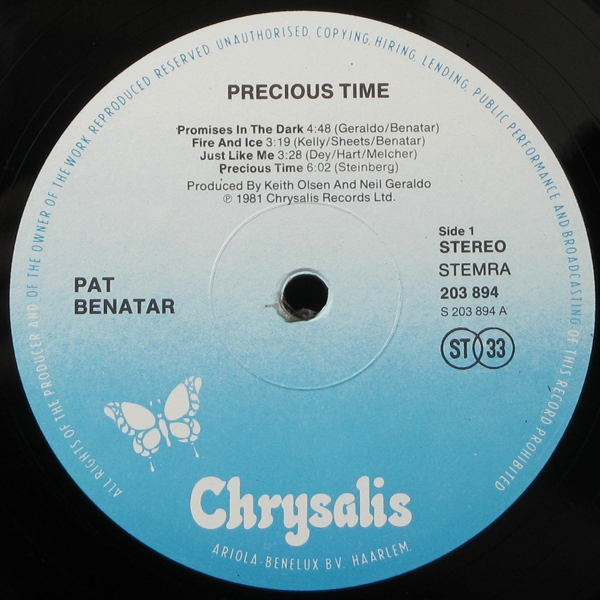 ALL RIGHTS OF THE PRODUCER AND OF THE OWNER OF THE WORK REPRODUCED RESERVED. UNAUTHORISED, COPYING, HIRING, LENDING, PUBLIC PERFORMANCE AND BROADCASTING OF THIS RECORD PROHIBITED
PRECIOUS TIME
Promises In The Dark 4:48 (Geraldo/Benatar)
Fire And Ice 3:19 (Kelly/Sheets/Benatar)
Just Like Me 3:28 (Dey/Hart/Melcher)
Precious Time 6:02 (Steinberg)
Produced By Keith Olsen And Neil Geraldo
℗ 1981 Chrysalis Records Ltd.
PAT
BENATAR
Side 1
STEREO
STEMRA
203 894
S 203 894 A
ST 33
Chrysalis
ARIOLA-BENELUX B.V. HAARLEM.